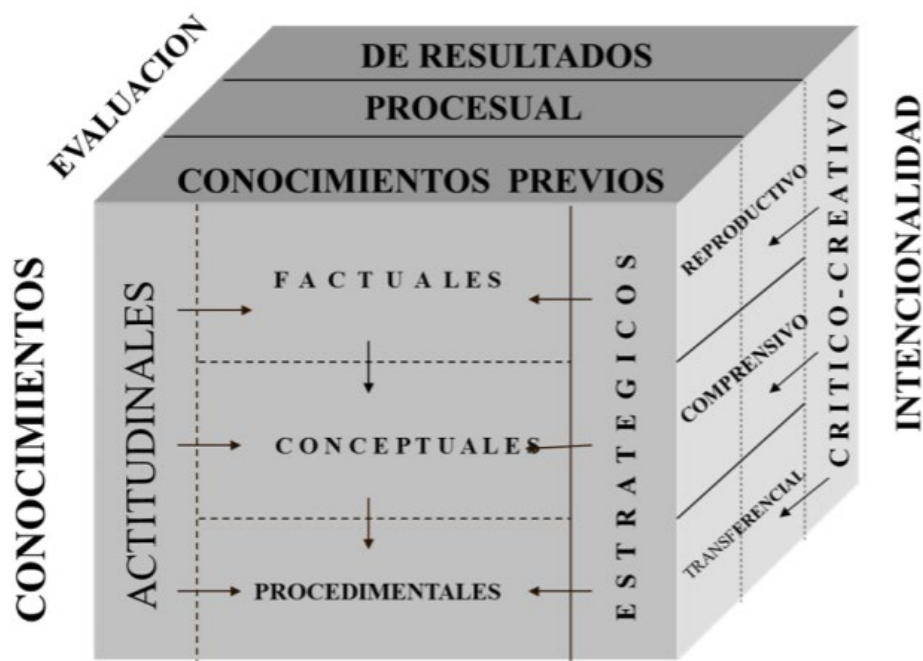 EVALUACION
DE RESULTADOS
PROCESUAL
CONOCIMIENTOS PREVIOS
CONOCIMIENTOS
ACTITUDINALES
FACTUALES
CONCEPTUALES
PROCEDIMENTALES
ESTRATEGICOS
REPRODUCTIVO
COMPRENSIVO
TRANSFERENCIAL
CRITICO-CREATIVO
INTENCIONALIDAD